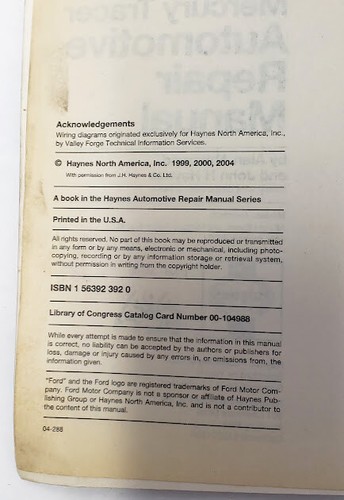 Acknowledgements
Wiring diagrams originated exclusively for Haynes North America, Inc.,
by Valley Forge Technical Information Services.
© Haynes North America, Inc. 1999, 2000, 2004
With permission from J.H. Haynes & Co. Ltd.
A book in the Haynes Automotive Repair Manual Series
Printed in the U.S.A.
All rights reserved. No part of this book may be reproduced or transmitted
in any form or by any means, electronic or mechanical, including photo-
copying, recording or by any information storage or retrieval system,
without permission in writing from the copyright holder.
ISBN 1 56392 392 0
Library of Congress Catalog Card Number 00-104988
While every attempt is made to ensure that the information in this manual
is correct, no liability can be accepted by the authors or publishers for
loss, damage or injury caused by any errors in, or omissions from, the
information given.
"Ford" and the Ford logo are registered trademarks of Ford Motor Com-
pany. Ford Motor Company is not a sponsor or affiliate of Haynes Pub-
lishing Group or Haynes North America, Inc. and is not a contributor to
the content of this manual.
04-288
Mercury Tracer
Automotive
Repair
Manual